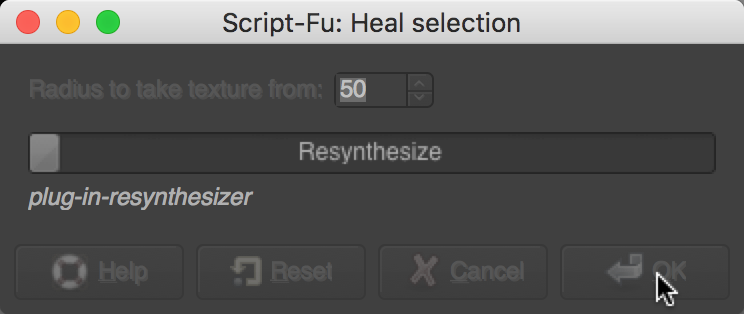 Script-Fu: Heal selection
Radius to take texture from: 50
Resynthesize
plug-in-resynthesizer
Help Reset Cancel OK